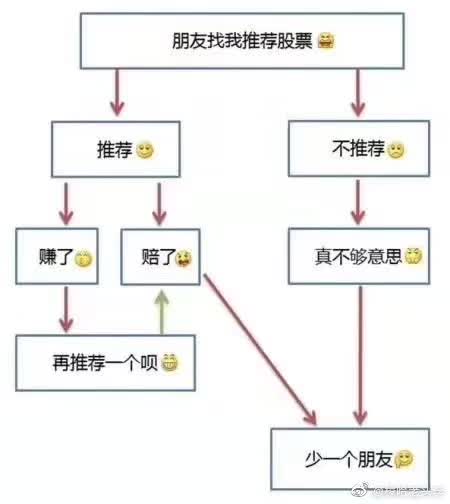 朋友找我推荐股票
推荐
不推荐
赚了
赔了
真不够意思
再推荐一个呗
少一个朋友